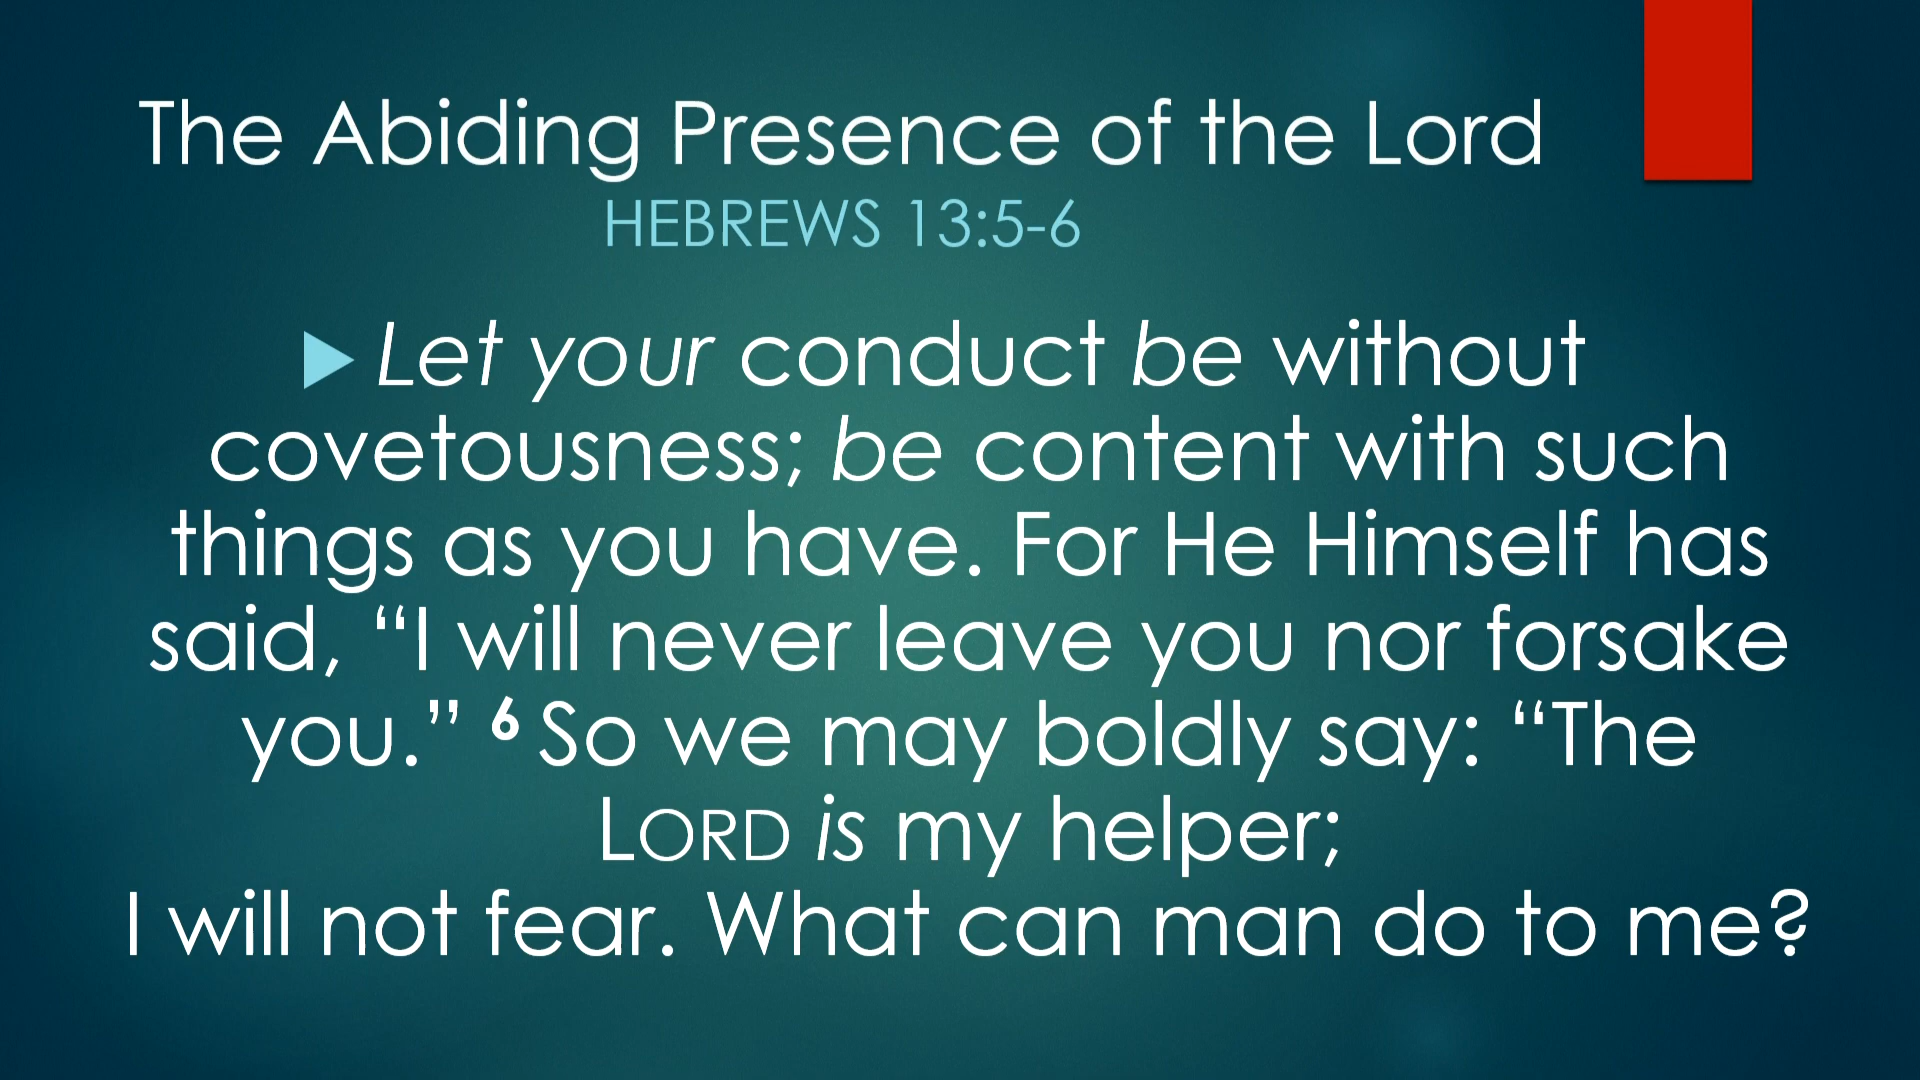 The Abiding Presence of the Lord
HEBREWS 13:5-6
Let your conduct be without
covetousness; be content with such
things as you have. For He Himself has
said, “I will never leave you nor forsake
you.” 6 So we may boldly say: “The
LORD is my helper;
I will not fear. What can man do to me?